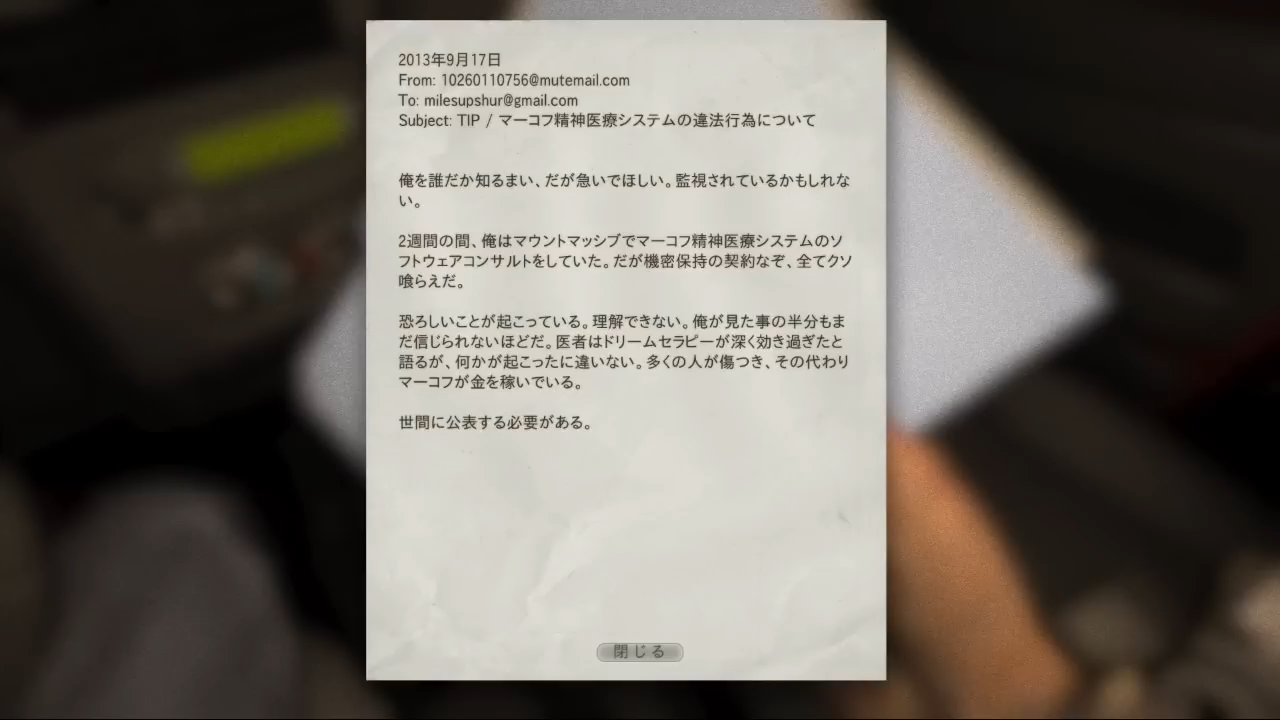 2013年9月17日
From: 10260110756@mutemail.com
To: milesupshur@gmail.com
Subject: TIP / マーコフ精神医療システムの違法行為について
俺を誰だか知るまい、だが急いでほしい。監視されているかもしれな
い。
2週間の間、俺はマウントマッシブでマーコフ精神医療システムのソ
フトウェアコンサルトをしていた。だが機密保持の契約なぞ、全てクソ
喰らえだ。
恐ろしいことが起こっている。理解できない。俺が見た事の半分もま
だ信じられないほどだ。医者はドリームセラピーが深く効き過ぎたと
語るが、何かが起こったに違いない。多くの人が傷つき、その代わり
マーコフが金を稼いでいる。
世間に公表する必要がある。
閉じる